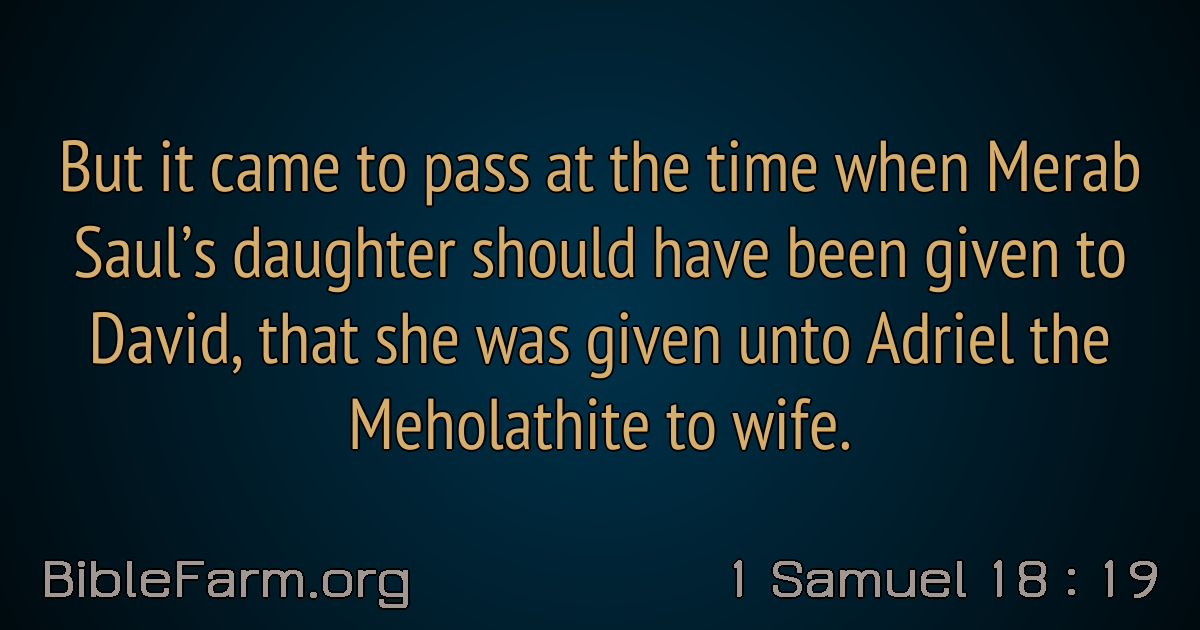 But it came to pass at the time when Merab
Saul’s daughter should have been given to
David, that she was given unto Adriel the
Meholathite to wife.
BibleFarm.org
1 Samuel 18 : 19